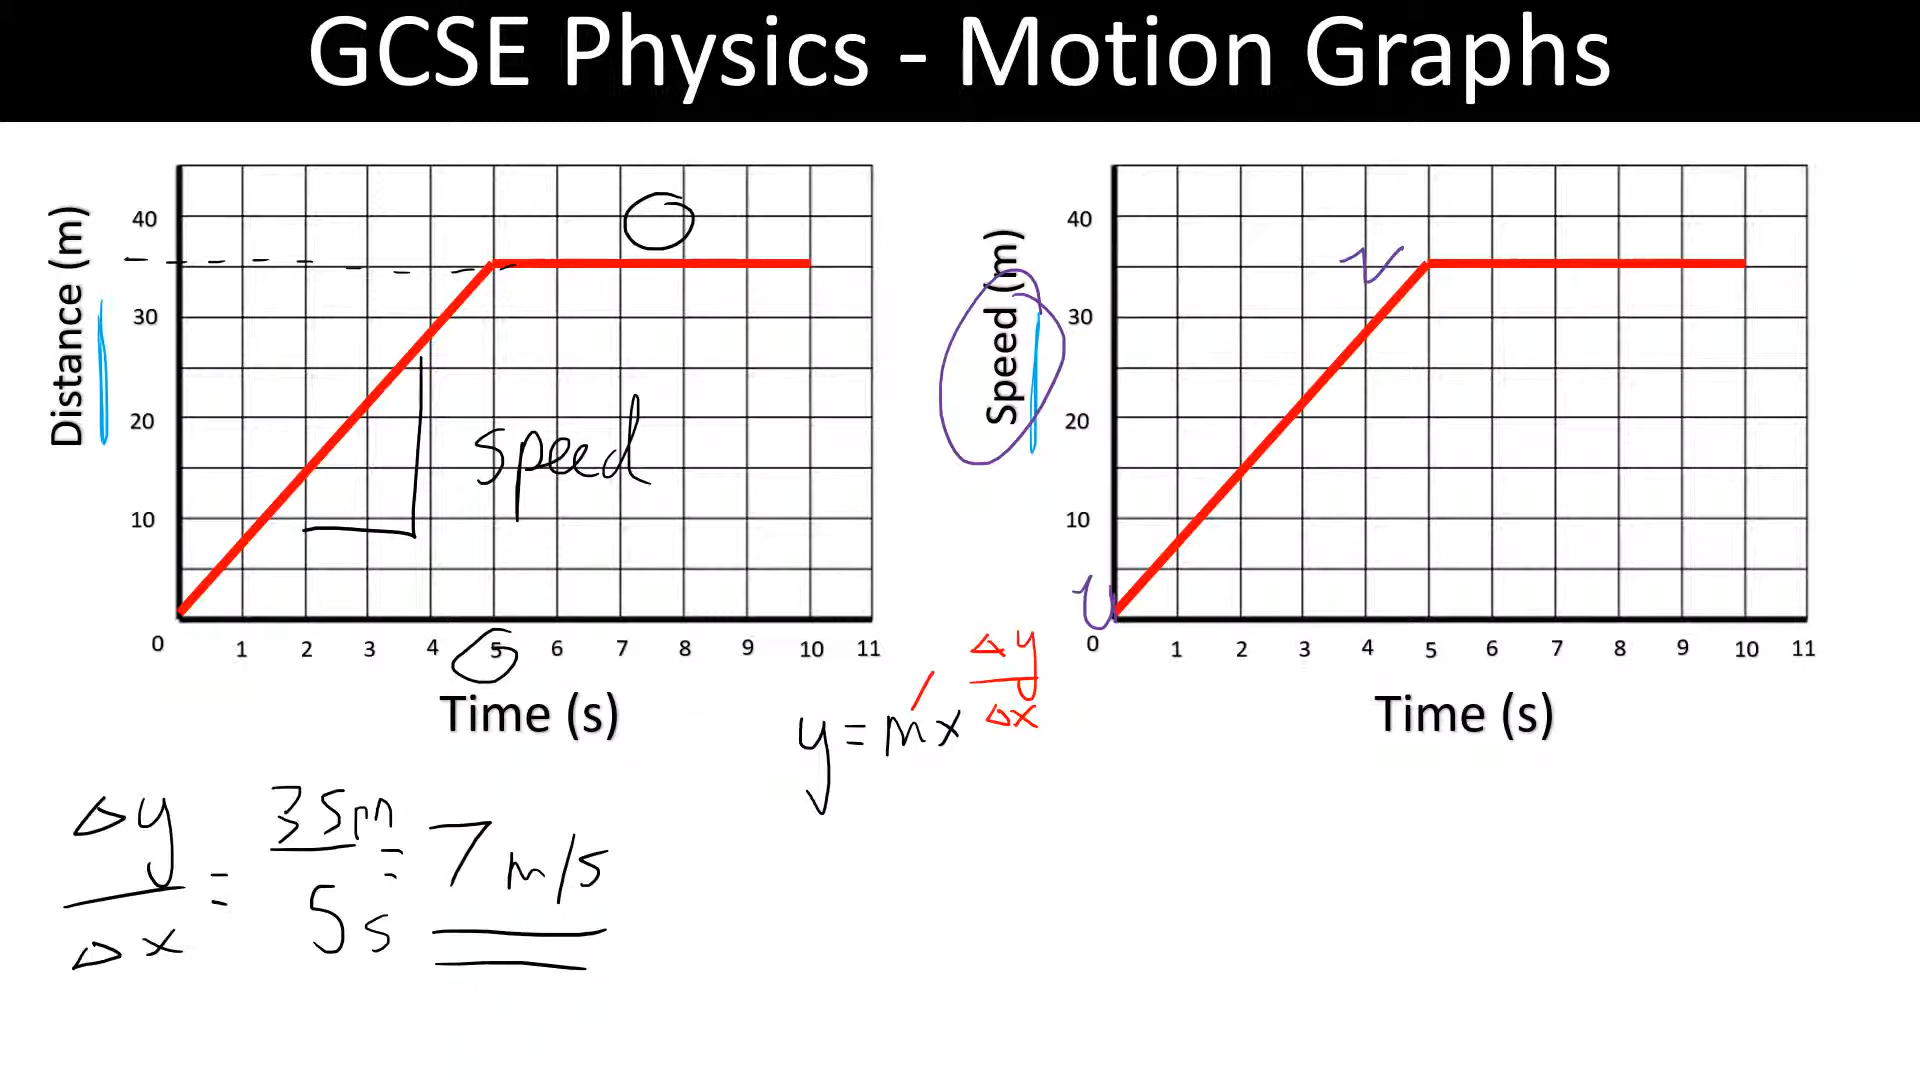 GCSE Physics - Motion Graphs
Distance (m)
40
30
20
10
0
1 2 3 4 5 6 7 8 9 10 11
Time (s)
speed
Speed (m)
40
30
20
10
0
1 2 3 4 5 6 7 8 9 10 11
Time (s)
v
u
y = mx
Δy
Δx
Δy
Δx
=
35m
5s
= 7 m/s